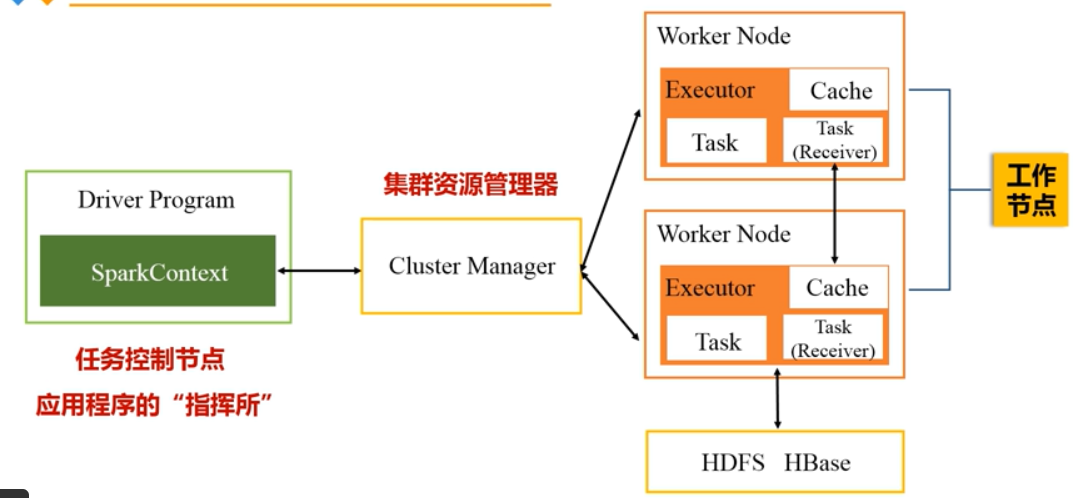 Driver Program
SparkContext
任务控制节点
应用程序的“指挥所”
集群资源管理器
Cluster Manager
Worker Node
Executor
Cache
Task
Task
(Receiver)
Worker Node
Executor
Cache
Task
Task
(Receiver)
HDFS HBase
工作
节点